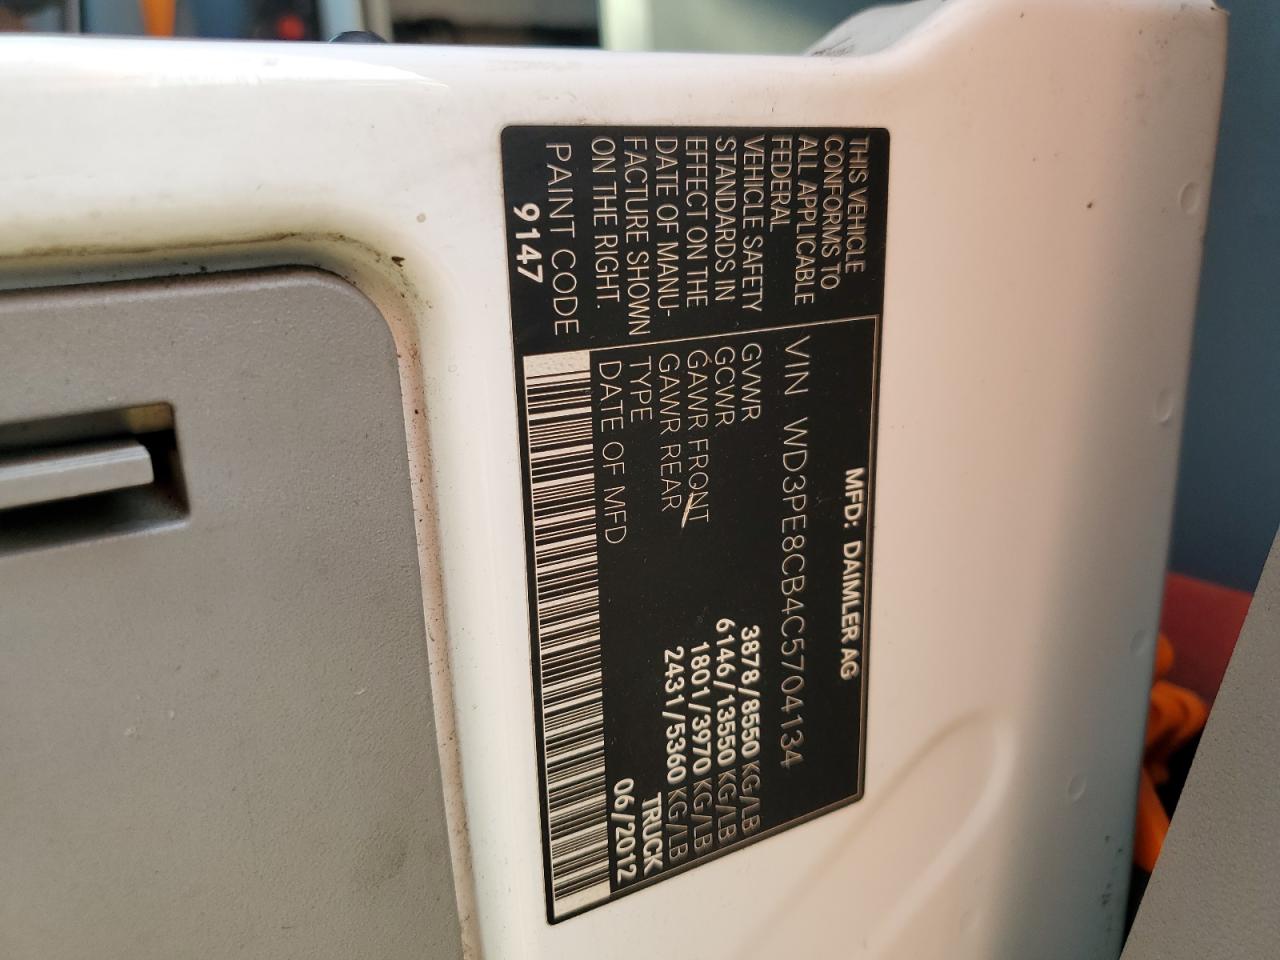 MFD: DAIMLER AG
THIS VEHICLE
CONFORMS TO
ALL APPLICABLE
FEDERAL
VEHICLE SAFETY
STANDARDS IN
EFFECT ON THE
DATE OF MANU-
FACTURE SHOWN
ON THE RIGHT.
PAINT CODE
9147
VIN WD3PE8CB4C5704134
GVWR 3878/8550 KG/LB
GCWR 6146/13550 KG/LB
GAWR FRONT 1801/3970 KG/LB
GAWR REAR 2431/5360 KG/LB
TYPE TRUCK
DATE OF MFD 06/2012